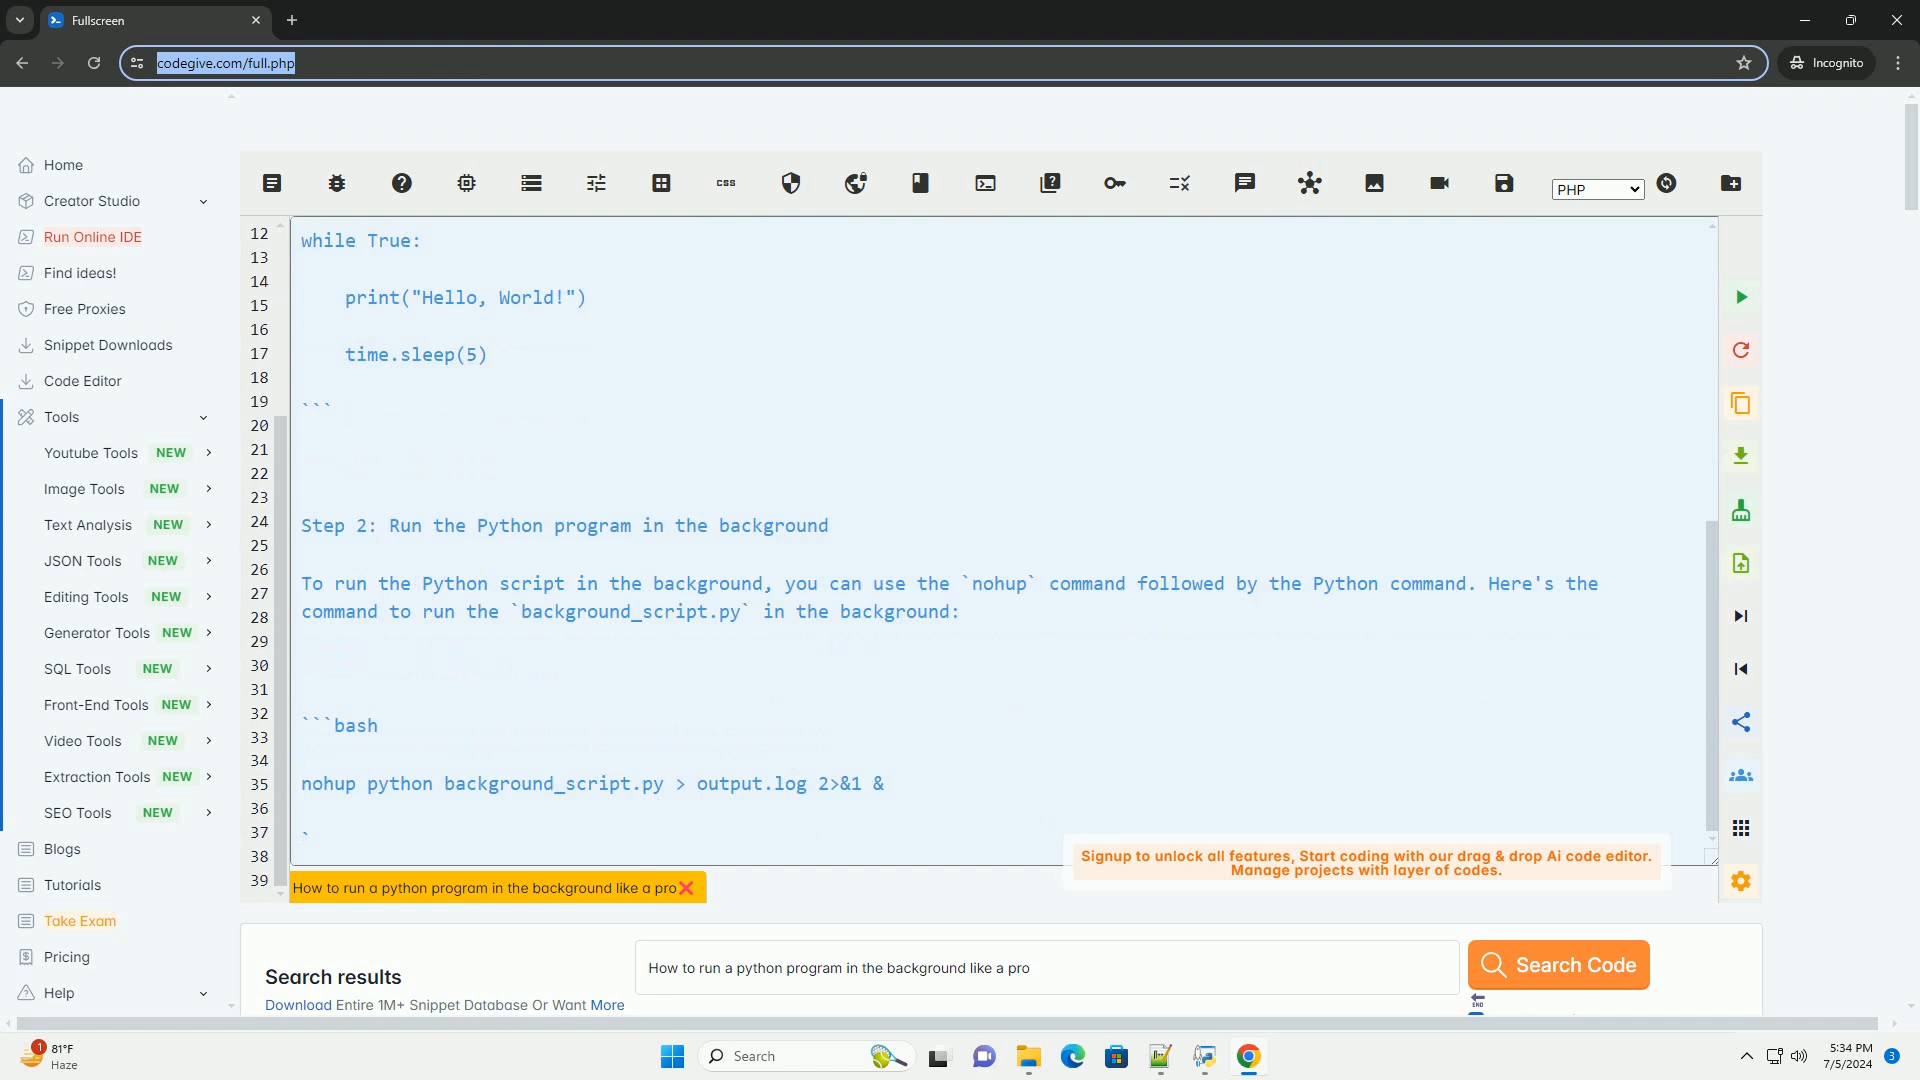 Fullscreen
codegive.com/full.php
Incognito
Home
Creator Studio
Run Online IDE
Find ideas!
Free Proxies
Snippet Downloads
Code Editor
Tools
Youtube Tools NEW
Image Tools NEW
Text Analysis NEW
JSON Tools NEW
Editing Tools NEW
Generator Tools NEW
SQL Tools NEW
Front-End Tools NEW
Video Tools NEW
Extraction Tools NEW
SEO Tools NEW
Blogs
Tutorials
Take Exam
Pricing
Help
css
PHP
12
13
14
15
16
17
18
19
20
21
22
23
24
25
26
27
28
29
30
31
32
33
34
35
36
37
38
39
while True:
print("Hello, World!")
time.sleep(5)
```
Step 2: Run the Python program in the background
To run the Python script in the background, you can use the `nohup` command followed by the Python command. Here's the
command to run the `background_script.py` in the background:
```bash
nohup python background_script.py > output.log 2>&1 &
`
Signup to unlock all features, Start coding with our drag & drop Ai code editor.
Manage projects with layer of codes.
How to run a python program in the background like a pro
Search results
Download Entire 1M+ Snippet Database Or Want More
How to run a python program in the background like a pro
Search Code
END
1
81°F
Haze
Search
5:34 PM
7/5/2024
3